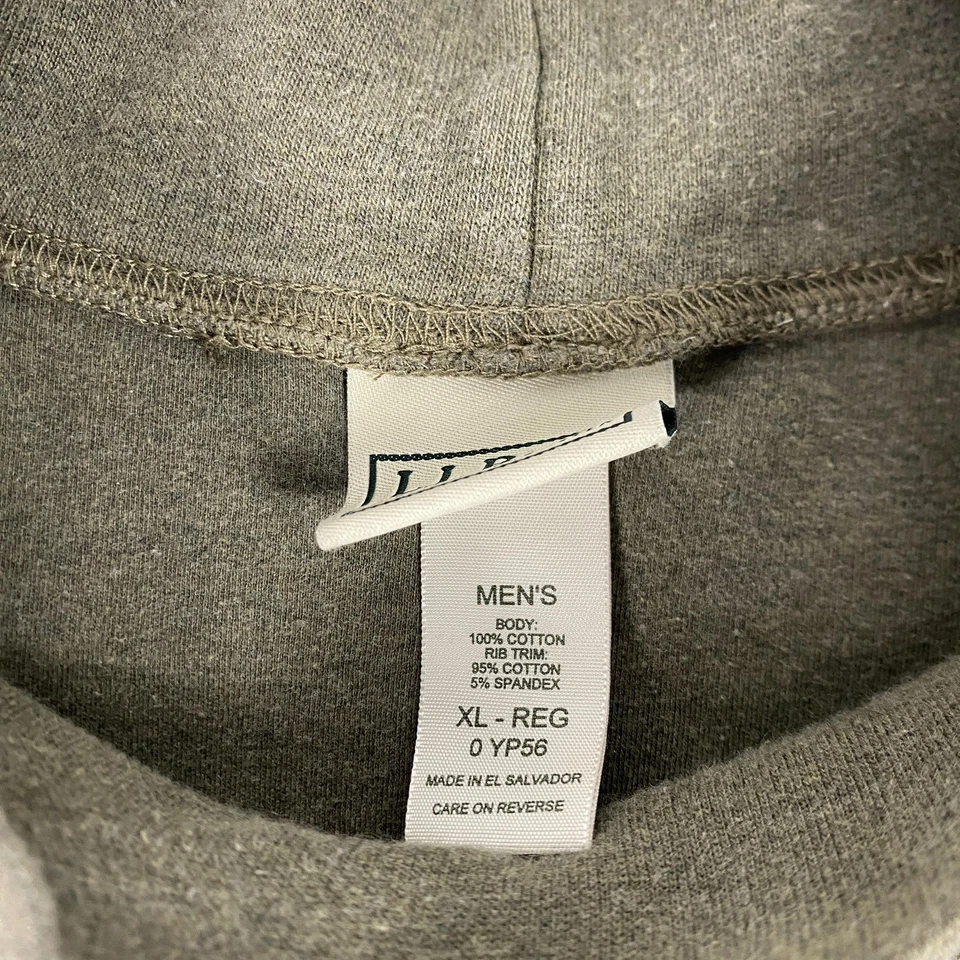 MEN'S
BODY:
100% COTTON
RIB TRIM:
95% COTTON
5% SPANDEX
XL - REG
0 YP56
MADE IN EL SALVADOR
CARE ON REVERSE